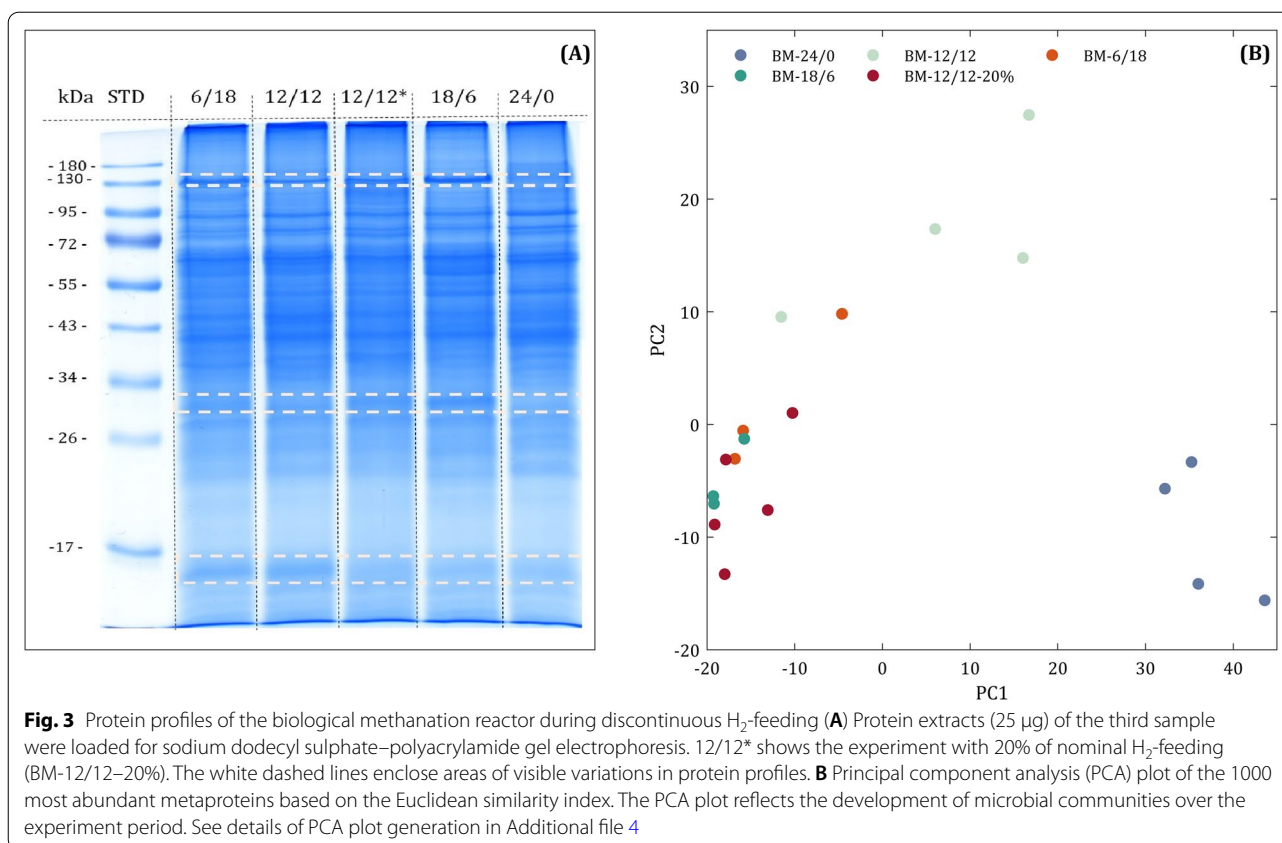 (A)
kDa STD 6/18 12/12 12/12* 18/6 24/0
- 180 -
- 130 -
- 95 -
- 72 -
- 55 -
- 43 -
- 34 -
- 26 -
-17 -
(B)
BM-24/0 BM-12/12 BM-6/18
BM-18/6 BM-12/12-20%
30
20
10
0
-10
-20
PC2
-20 -10 0 10 20 30 40
PC1
Fig. 3 Protein profiles of the biological methanation reactor during discontinuous H₂-feeding (A) Protein extracts (25 µg) of the third sample
were loaded for sodium dodecyl sulphate–polyacrylamide gel electrophoresis. 12/12* shows the experiment with 20% of nominal H₂-feeding
(BM-12/12–20%). The white dashed lines enclose areas of visible variations in protein profiles. B Principal component analysis (PCA) plot of the 1000
most abundant metaproteins based on the Euclidean similarity index. The PCA plot reflects the development of microbial communities over the
experiment period. See details of PCA plot generation in Additional file 4